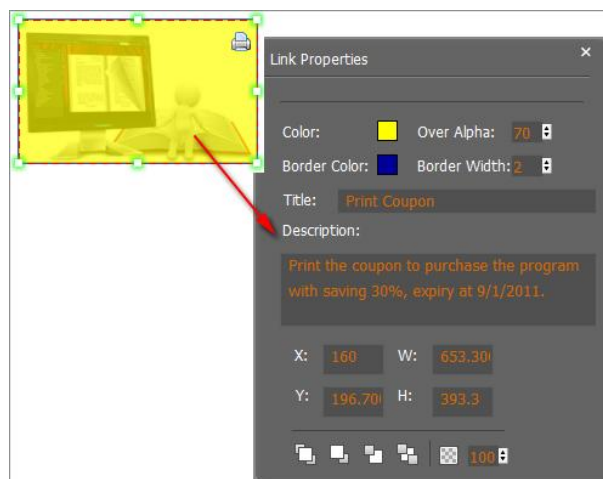 Link Properties
Color: Over Alpha: 70
Border Color: Border Width: 2
Title: Print Coupon
Description:
Print the coupon to purchase the program
with saving 30%, expiry at 9/1/2011.
X: 160 W: 653.30
Y: 196.70 H: 393.3
100